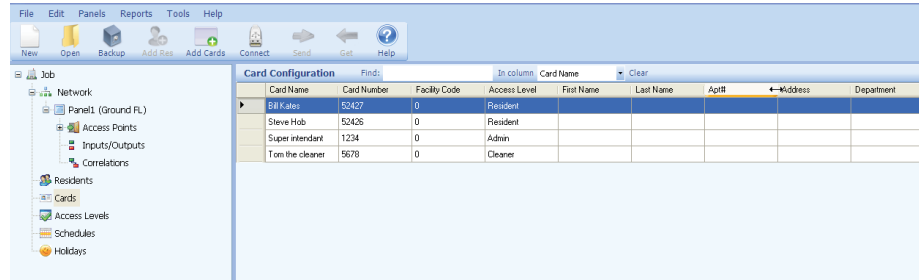 File Edit Panels Reports Tools Help
New Open Backup Add Res Add Cards Connect Send Get Help
Job
Network
Panel1 (Ground FL)
Access Points
Inputs/Outputs
Correlations
Residents
Cards
Access Levels
Schedules
Holidays
Card Configuration Find: In column Card Name Clear
Card Name Card Number Facility Code Access Level First Name Last Name Apt# Address Department
Bill Kates 52427 0 Resident
Steve Hob 52426 0 Resident
Super intendant 1234 0 Admin
Tom the cleaner 5678 0 Cleaner